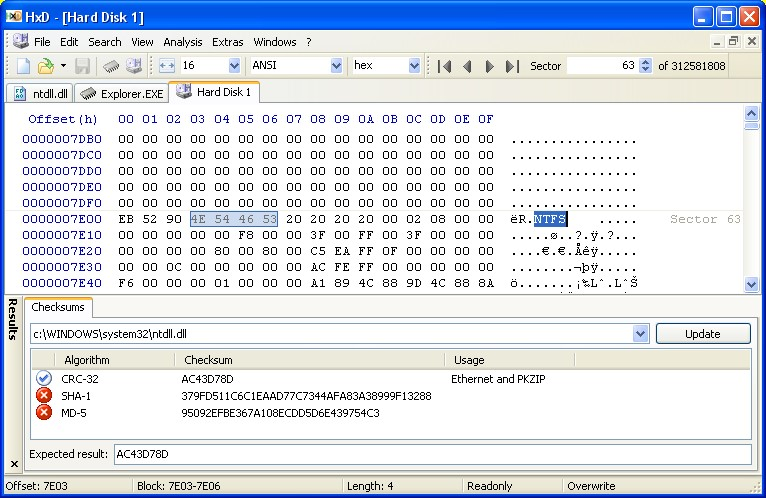 HxD - [Hard Disk 1]
File Edit Search View Analysis Extras Windows ?
16 ANSI hex Sector 63 of 312581808
ntdll.dll Explorer.EXE Hard Disk 1
Offset(h) 00 01 02 03 04 05 06 07 08 09 0A 0B 0C 0D 0E 0F
0000007DB0 00 00 00 00 00 00 00 00 00 00 00 00 00 00 00 00 ................
0000007DC0 00 00 00 00 00 00 00 00 00 00 00 00 00 00 00 00 ................
0000007DD0 00 00 00 00 00 00 00 00 00 00 00 00 00 00 00 00 ................
0000007DE0 00 00 00 00 00 00 00 00 00 00 00 00 00 00 00 00 ................
0000007DF0 00 00 00 00 00 00 00 00 00 00 00 00 00 00 00 00 ................
0000007E00 EB 52 90 4E 54 46 53 20 20 20 20 00 02 08 00 00 ëR.NTFS    ..... Sector 63
0000007E10 00 00 00 00 00 F8 00 00 3F 00 FF 00 3F 00 00 00 .....ø..?.ÿ.?...
0000007E20 00 00 00 00 80 00 80 00 C5 EA FF 0F 00 00 00 00 ....€.€.Åêÿ.....
0000007E30 00 00 0C 00 00 00 00 00 AC FE FF 00 00 00 00 00 ........¬þÿ.....
0000007E40 F6 00 00 00 01 00 00 00 A1 89 4C 88 9D 4C 88 8A ö.......¡‰Lˆ.LˆŠ
Results
Checksums
c:\WINDOWS\system32\ntdll.dll Update
Algorithm Checksum Usage
CRC-32 AC43D78D Ethernet and PKZIP
SHA-1 379FD511C6C1EAAD77C7344AFA83A38999F13288
MD-5 95092EFBE367A108ECDD5D6E439754C3
Expected result: AC43D78D
Offset: 7E03 Block: 7E03-7E06 Length: 4 Readonly Overwrite